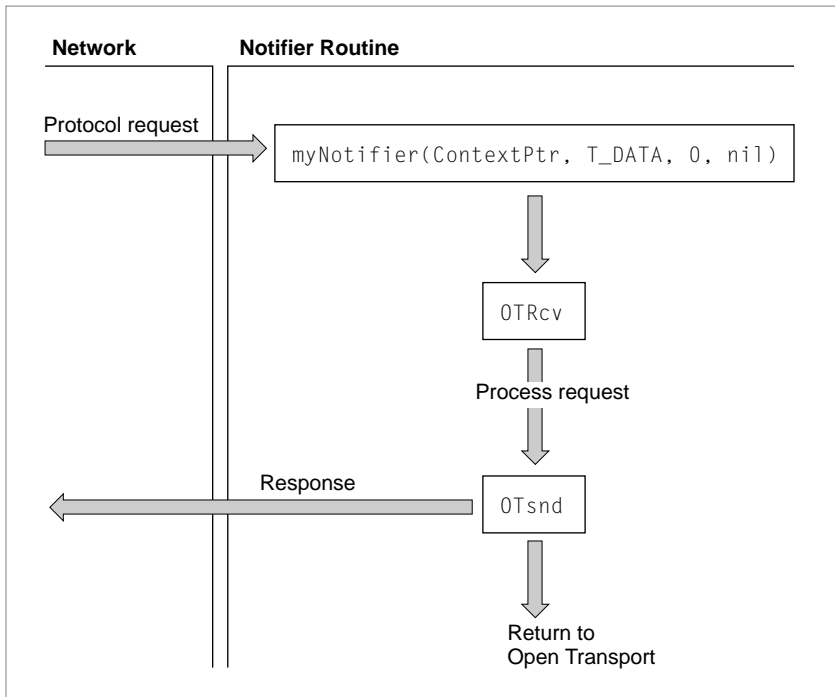 Network
Notifier Routine
Protocol request
myNotifier(ContextPtr, T_DATA, 0, nil)
OTRcv
Process request
Response
OTsnd
Return to
Open Transport